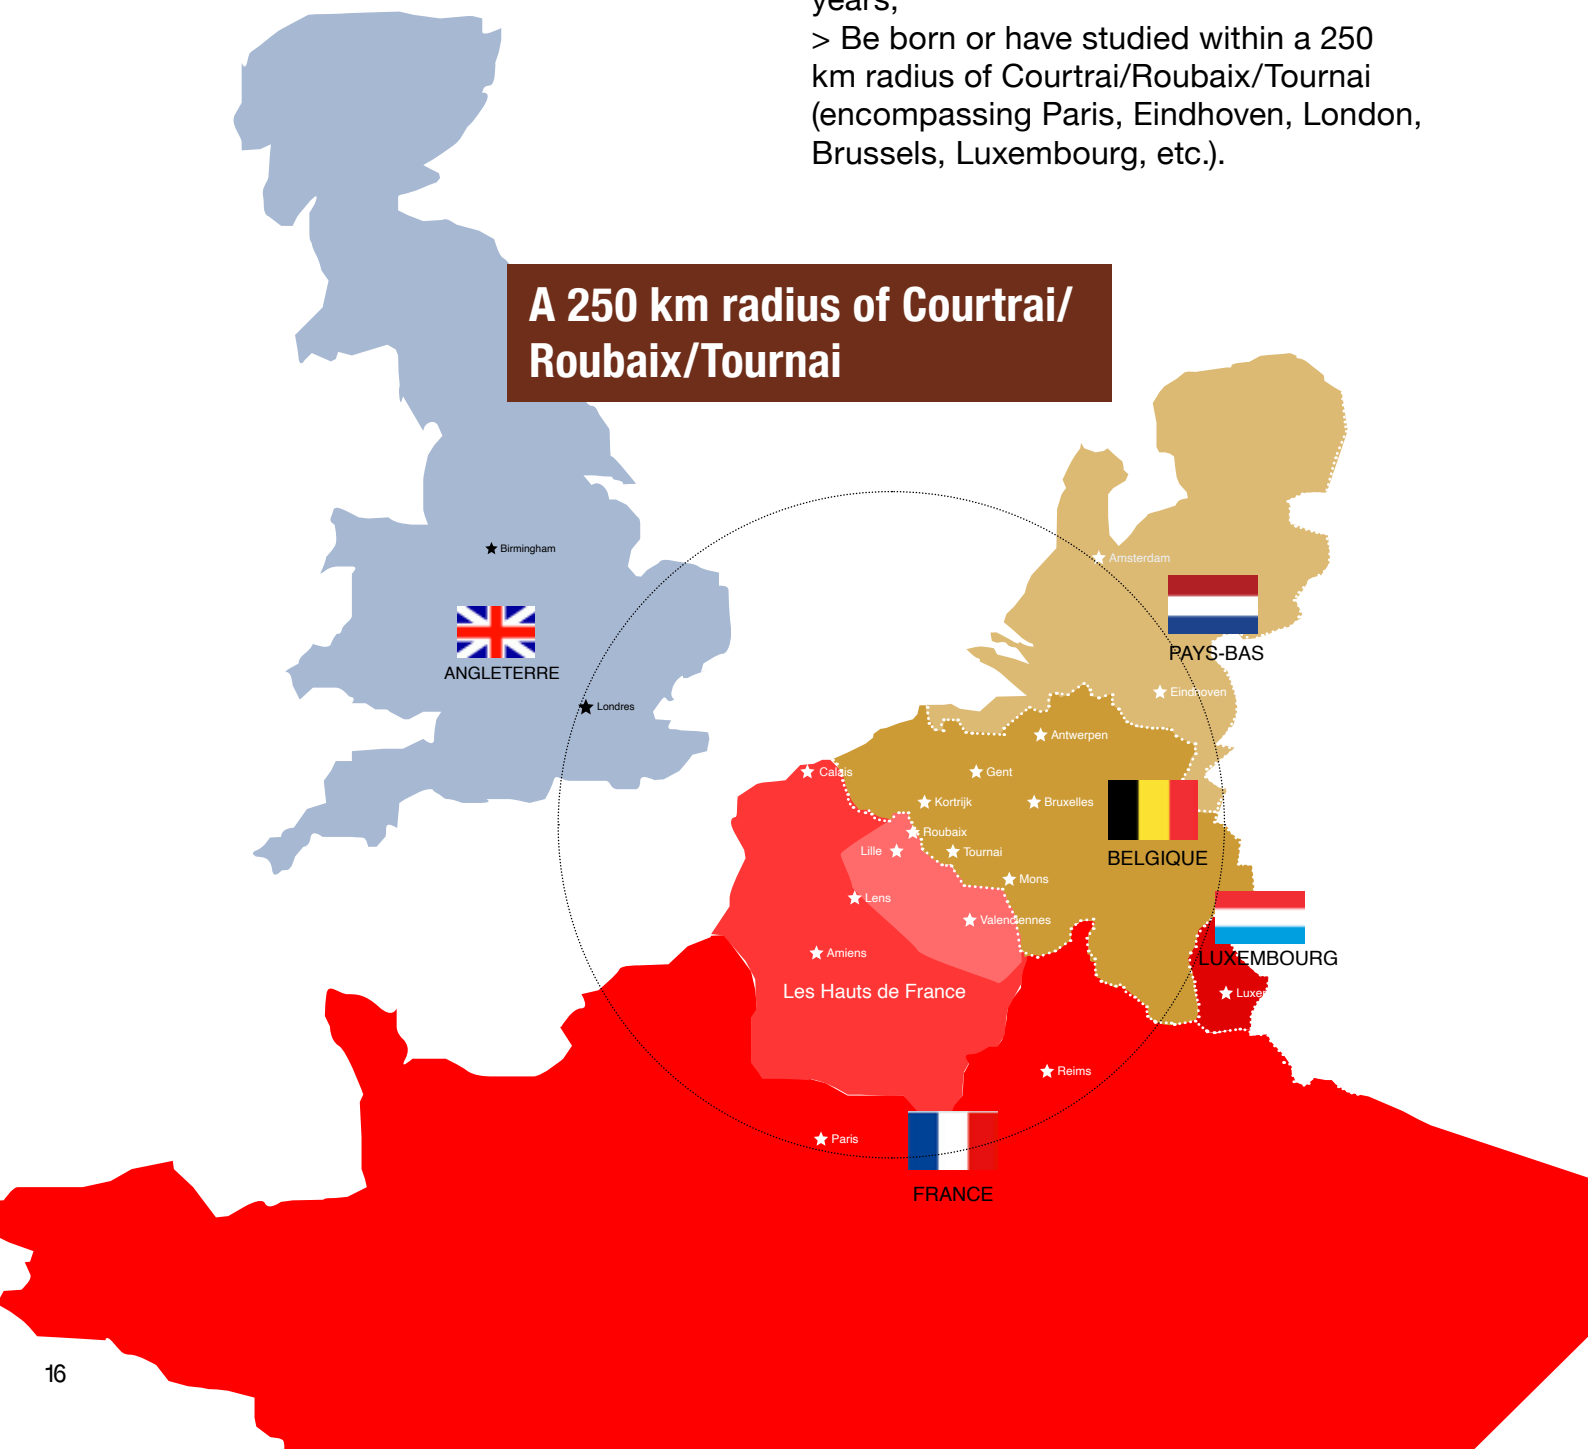 years,
> Be born or have studied within a 250
km radius of Courtrai/Roubaix/Tournai
(encompassing Paris, Eindhoven, London,
Brussels, Luxembourg, etc.).
A 250 km radius of Courtrai/
Roubaix/Tournai
Birmingham
ANGLETERRE
Londres
Amsterdam
PAYS-BAS
Eindhoven
Antwerpen
Calais
Gent
Kortrijk
Bruxelles
Roubaix
Lille
Tournai
BELGIQUE
Mons
Lens
Valenciennes
Amiens
LUXEMBOURG
Les Hauts de France
Reims
Paris
FRANCE
16